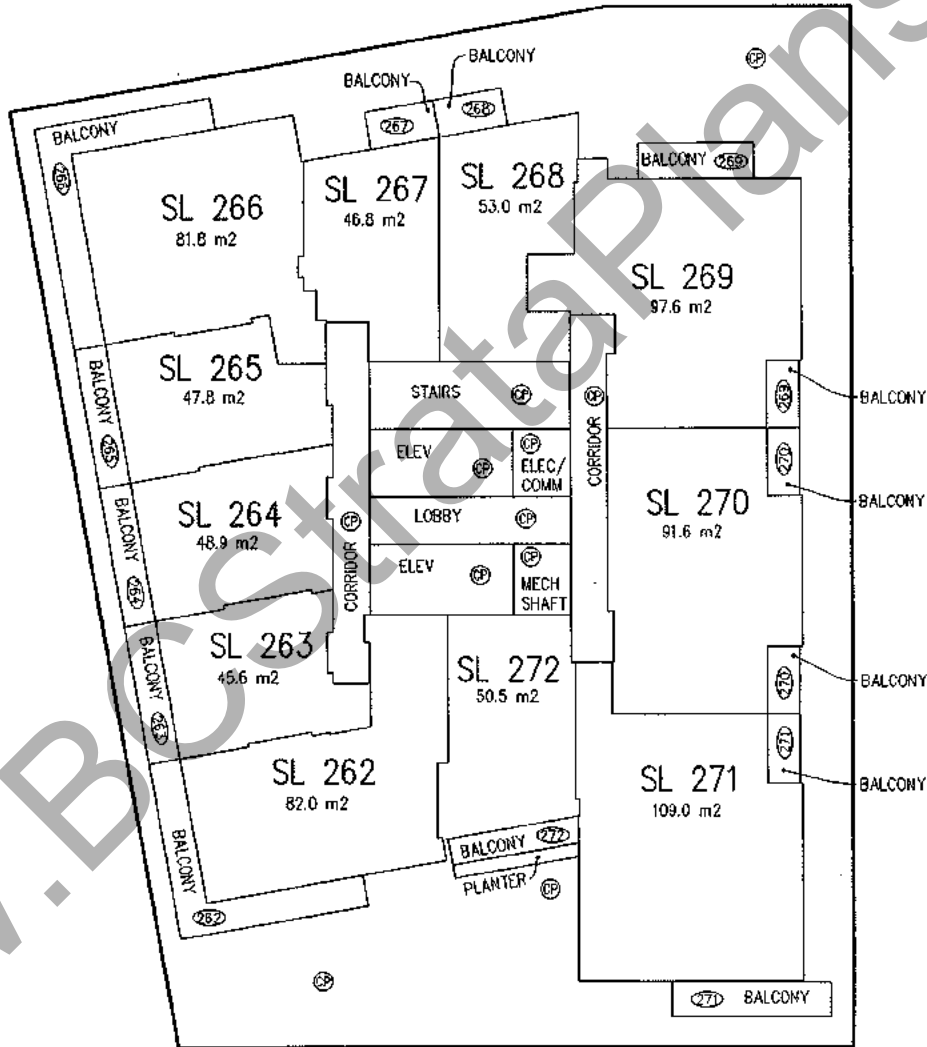 BALCONY
BALCONY
CP
BALCONY
267
268
266
BALCONY 269
SL 266
81.8 m2
SL 267
46.8 m2
SL 268
53.0 m2
SL 269
97.6 m2
SL 265
47.8 m2
BALCONY
265
STAIRS CP
CP
CORRIDOR
269
BALCONY
ELEV CP
CP
ELEC/
COMM
270
BALCONY
SL 264
48.9 m2
BALCONY
264
CP
CORRIDOR
LOBBY CP
SL 270
91.6 m2
ELEV CP
CP
MECH
SHAFT
SL 263
45.6 m2
BALCONY
263
SL 272
50.5 m2
270
BALCONY
271
BALCONY
SL 262
82.0 m2
SL 271
109.0 m2
BALCONY
262
BALCONY 272
PLANTER
CP
CP
271 BALCONY
.BCStrataPlans